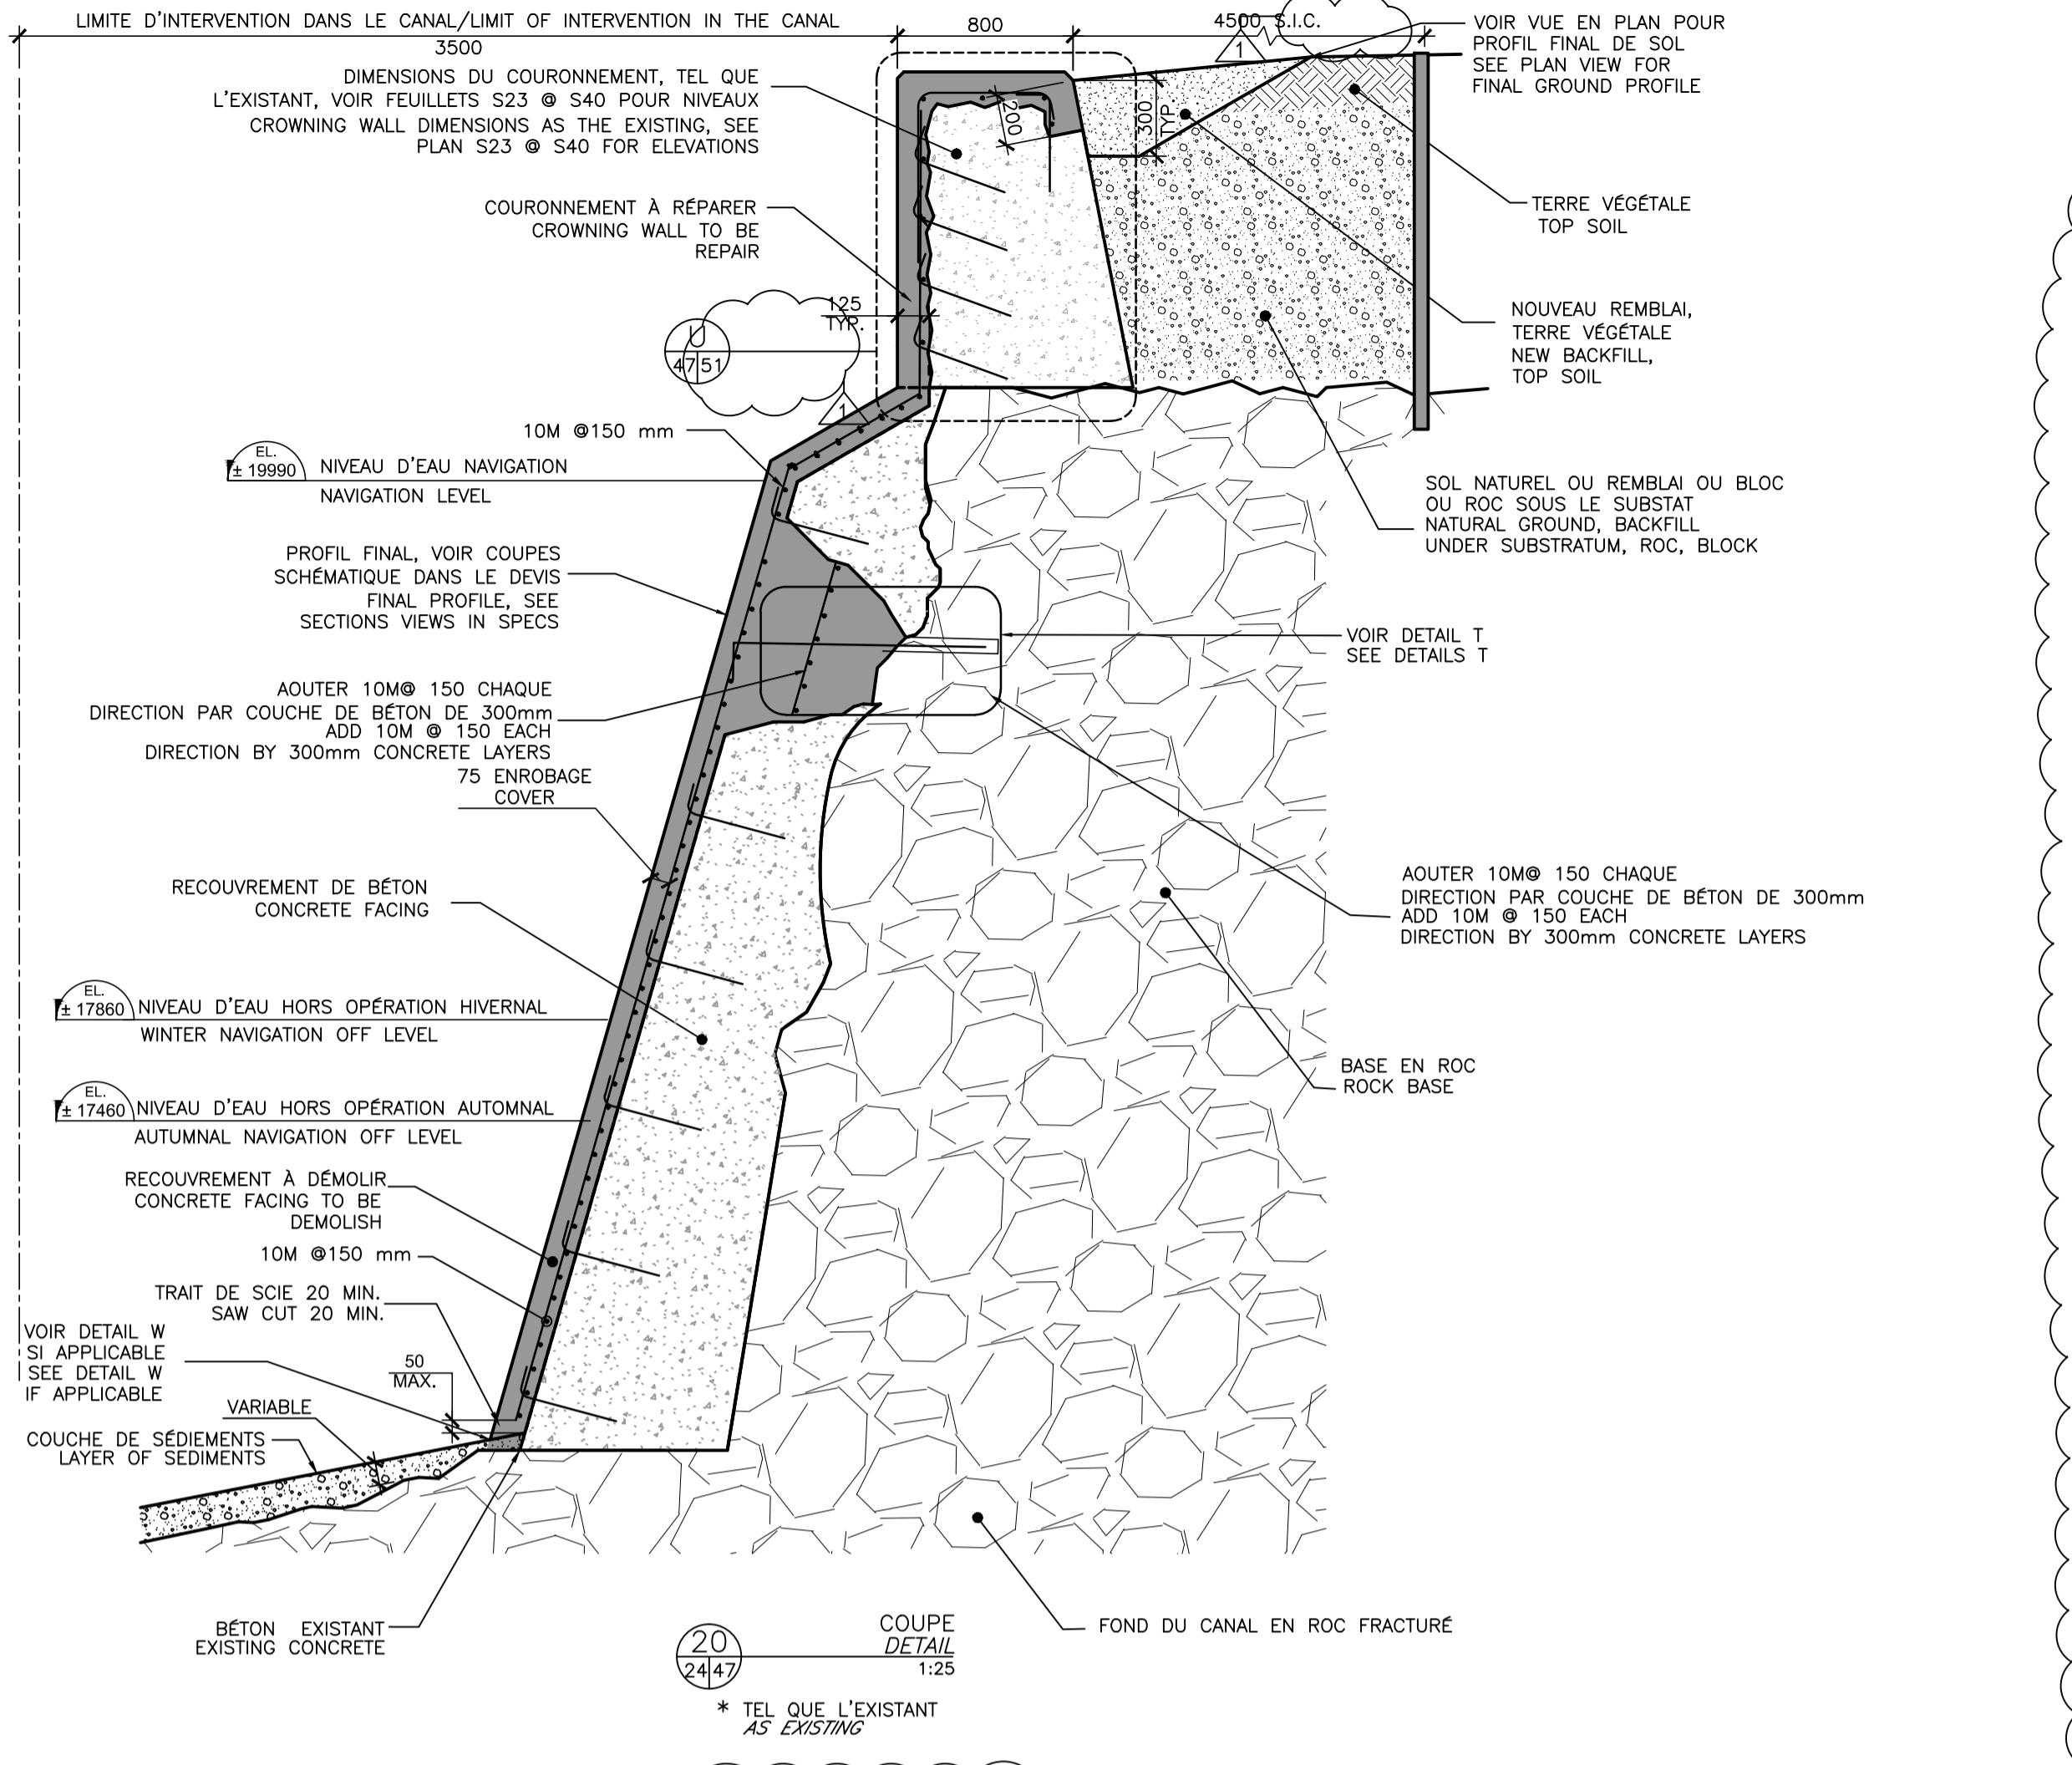 LIMITE D'INTERVENTION DANS LE CANAL/LIMIT OF INTERVENTION IN THE CANAL
3500
800
4500 S.I.C.
1
VOIR VUE EN PLAN POUR
PROFIL FINAL DE SOL
SEE PLAN VIEW FOR
FINAL GROUND PROFILE
DIMENSIONS DU COURONNEMENT, TEL QUE
L'EXISTANT, VOIR FEUILLETS S23 @ S40 POUR NIVEAUX
CROWNING WALL DIMENSIONS AS THE EXISTING, SEE
PLAN S23 @ S40 FOR ELEVATIONS
200
300
TYP
COURONNEMENT À RÉPARER
CROWNING WALL TO BE
REPAIR
TERRE VÉGÉTALE
TOP SOIL
125
TYP.
U
47 51
1
NOUVEAU REMBLAI,
TERRE VÉGÉTALE
NEW BACKFILL,
TOP SOIL
10M @150 mm
EL.
± 19990
NIVEAU D'EAU NAVIGATION
NAVIGATION LEVEL
SOL NATUREL OU REMBLAI OU BLOC
OU ROC SOUS LE SUBSTAT
NATURAL GROUND, BACKFILL
UNDER SUBSTRATUM, ROC, BLOCK
PROFIL FINAL, VOIR COUPES
SCHÉMATIQUE DANS LE DEVIS
FINAL PROFILE, SEE
SECTIONS VIEWS IN SPECS
VOIR DETAIL T
SEE DETAILS T
AOUTER 10M@ 150 CHAQUE
DIRECTION PAR COUCHE DE BÉTON DE 300mm
ADD 10M @ 150 EACH
DIRECTION BY 300mm CONCRETE LAYERS
75 ENROBAGE
COVER
RECOUVREMENT DE BÉTON
CONCRETE FACING
AOUTER 10M@ 150 CHAQUE
DIRECTION PAR COUCHE DE BÉTON DE 300mm
ADD 10M @ 150 EACH
DIRECTION BY 300mm CONCRETE LAYERS
EL.
± 17860
NIVEAU D'EAU HORS OPÉRATION HIVERNAL
WINTER NAVIGATION OFF LEVEL
BASE EN ROC
ROCK BASE
EL.
± 17460
NIVEAU D'EAU HORS OPÉRATION AUTOMNAL
AUTUMNAL NAVIGATION OFF LEVEL
RECOUVREMENT À DÉMOLIR
CONCRETE FACING TO BE
DEMOLISH
10M @150 mm
TRAIT DE SCIE 20 MIN.
SAW CUT 20 MIN.
VOIR DETAIL W
SI APPLICABLE
SEE DETAIL W
IF APPLICABLE
50
MAX.
VARIABLE
COUCHE DE SÉDIEMENTS
LAYER OF SEDIMENTS
BÉTON EXISTANT
EXISTING CONCRETE
FOND DU CANAL EN ROC FRACTURÉ
20
24 47
COUPE
DETAIL
1:25
* TEL QUE L'EXISTANT
AS EXISTING